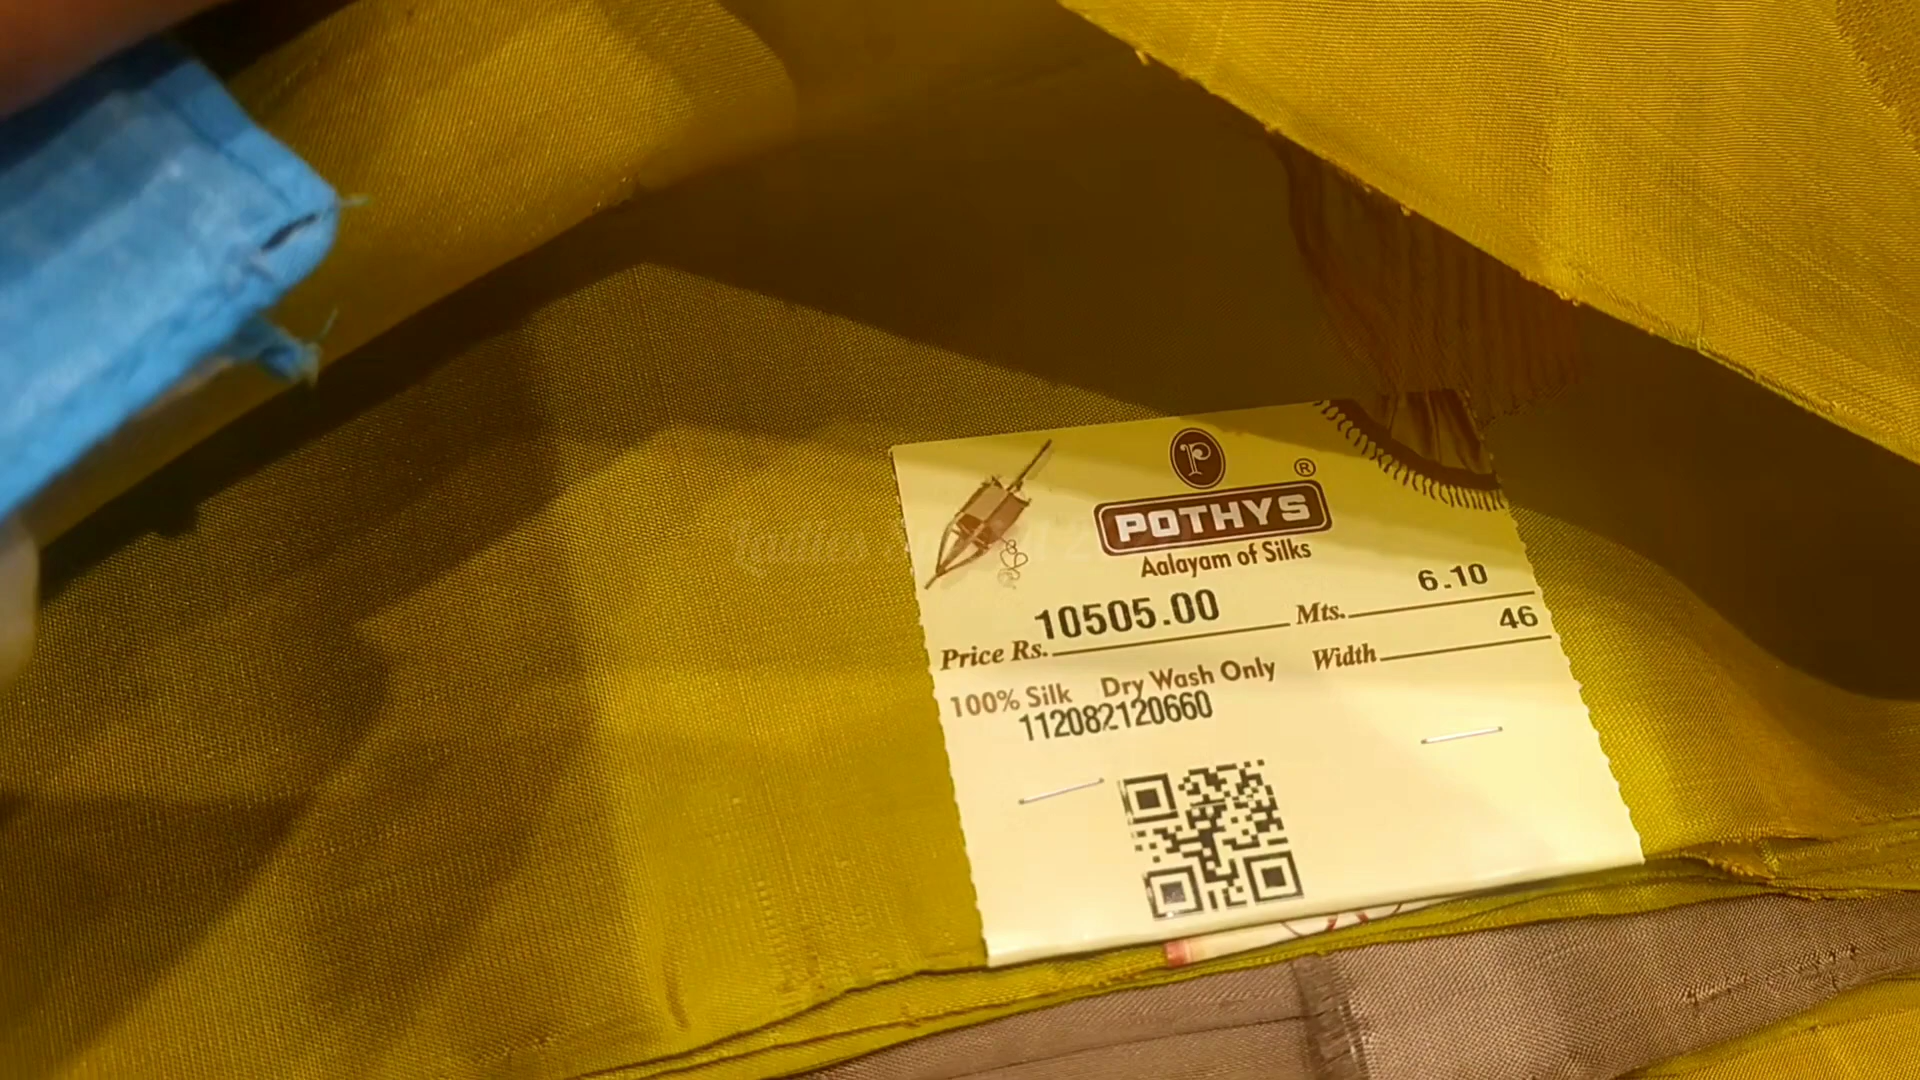 P
®
POTHYS
Aalayam of Silks
Price Rs. 10505.00 Mts. 6.10
Width 46
100% Silk Dry Wash Only
112082120660